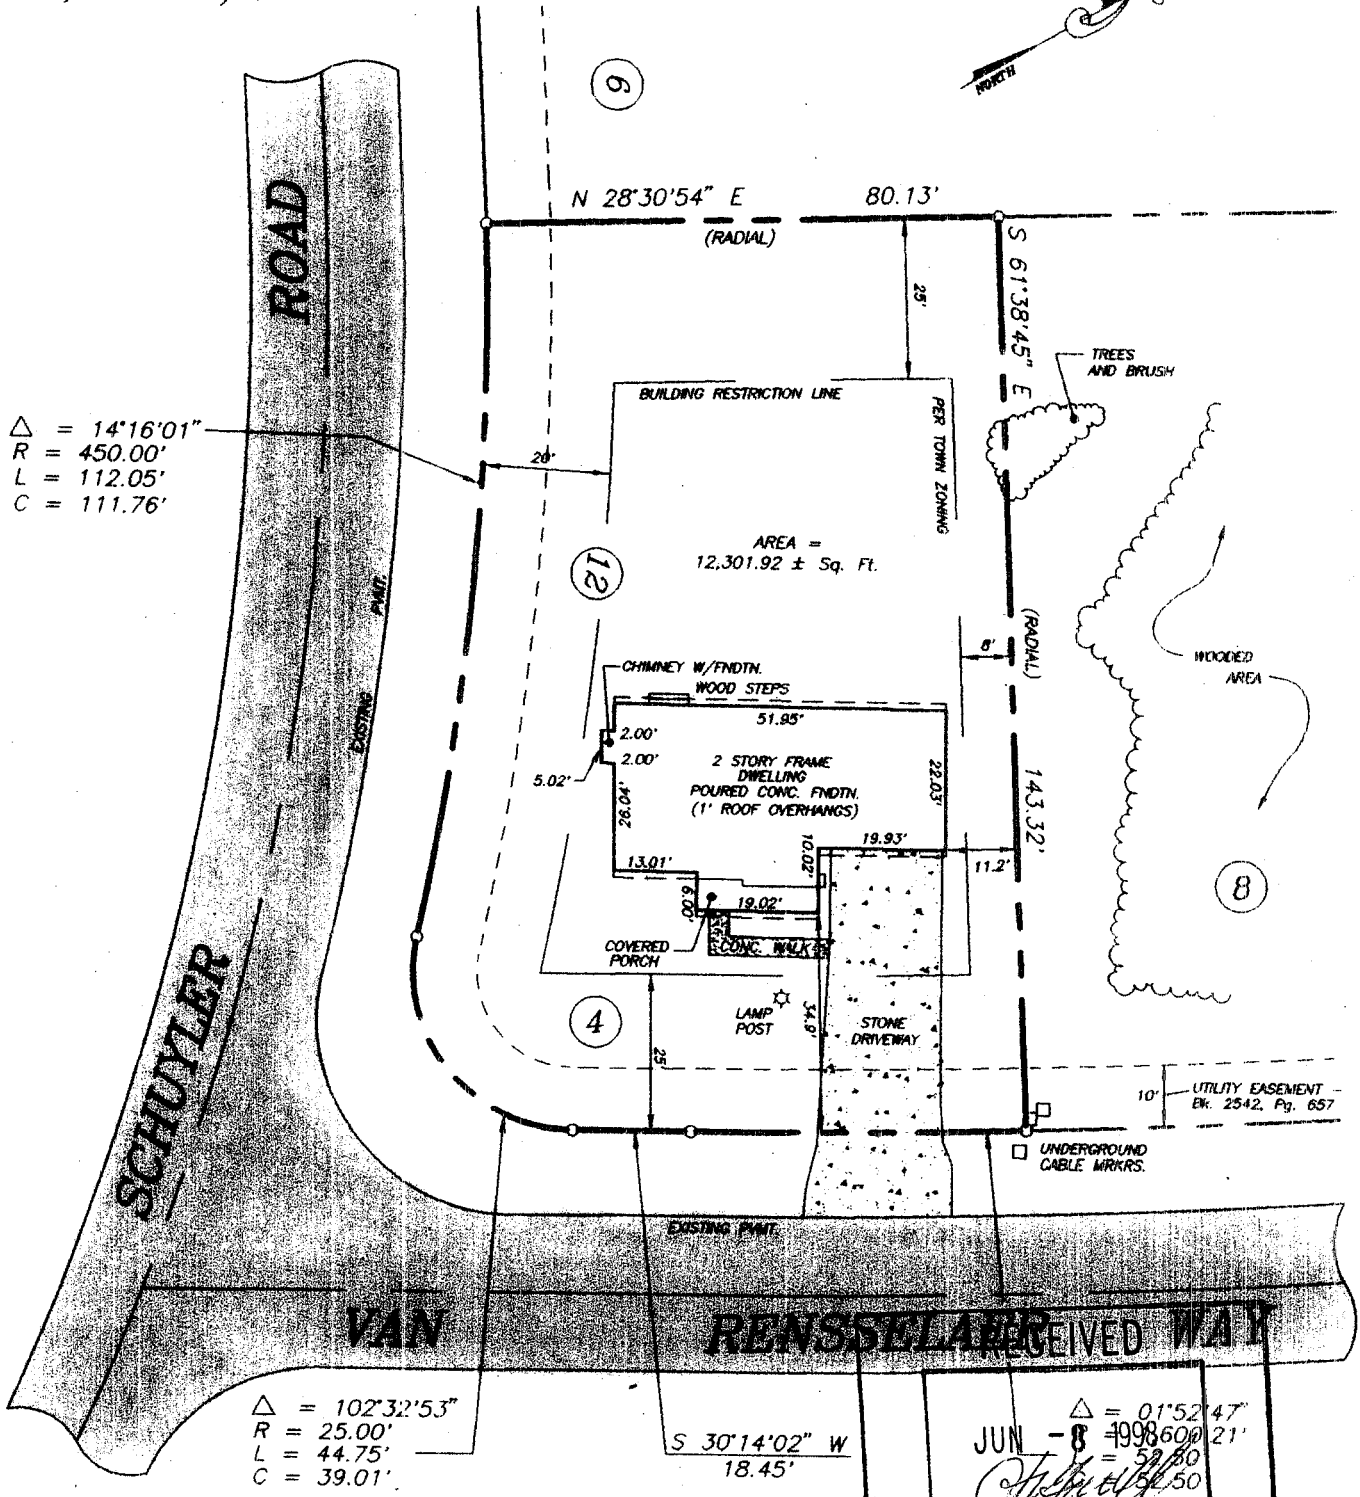 6
NORTH
N 28°30'54" E 80.13'
(RADIAL)
ROAD
25'
S 61°38'45" E
TREES
AND BRUSH
BUILDING RESTRICTION LINE
PER TOWN ZONING
△ = 14°16'01"
R = 450.00'
L = 112.05'
C = 111.76'
20'
AREA =
12,301.92 ± Sq. Ft.
12
EXISTING PVMT.
(RADIAL)
8'
WOODED
AREA
CHIMNEY W/FNDTN.
WOOD STEPS
51.95'
2.00'
2.00'
5.02'
2 STORY FRAME
DWELLING
POURED CONC. FNDTN.
(1' ROOF OVERHANGS)
22.03'
143.32'
26.04'
19.93'
10.02'
11.2'
13.01'
6.00'
19.02'
8
COVERED
PORCH
CONC. WALK
SCHUYLER
4
LAMP
POST
34.9'
STONE
DRIVEWAY
25'
10'
UTILITY EASEMENT
Bk. 2542, Pg. 657
UNDERGROUND
CABLE MRKRS.
EXISTING PVMT.
VAN RENSSELAER WAY
RECEIVED
△ = 102°32'53"
R = 25.00'
L = 44.75'
C = 39.01'
S 30°14'02" W
18.45'
JUN - 8 1998
△ = 01°52'47"
= 52.50
52.50